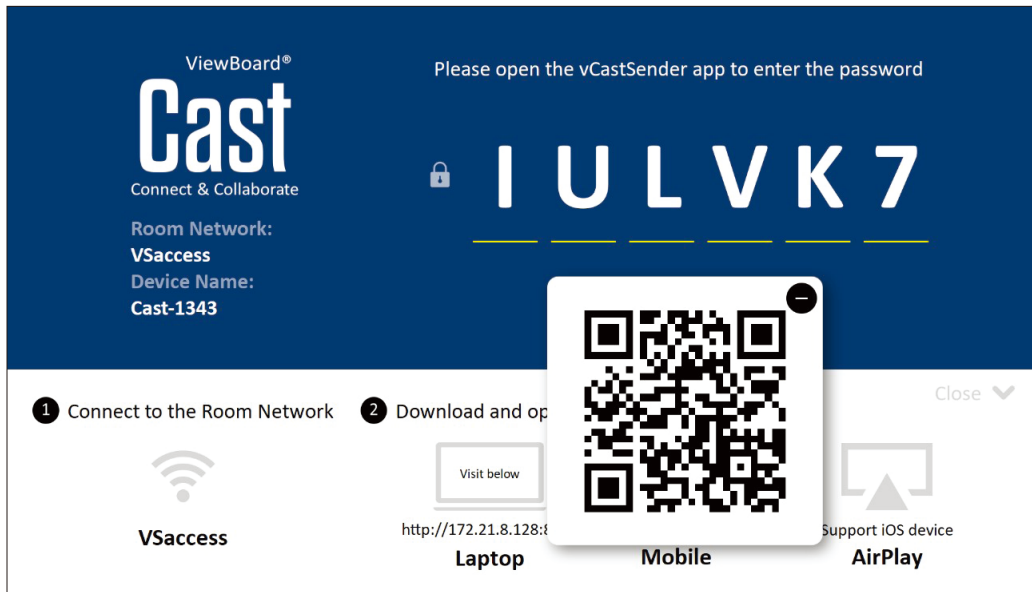 ViewBoard®
Cast
Connect & Collaborate
Room Network:
VSaccess
Device Name:
Cast-1343
Please open the vCastSender app to enter the password
I U L V K 7
Close
1 Connect to the Room Network
2 Download and op
VSaccess
Visit below
http://172.21.8.128:8
Laptop
Mobile
Support iOS device
AirPlay